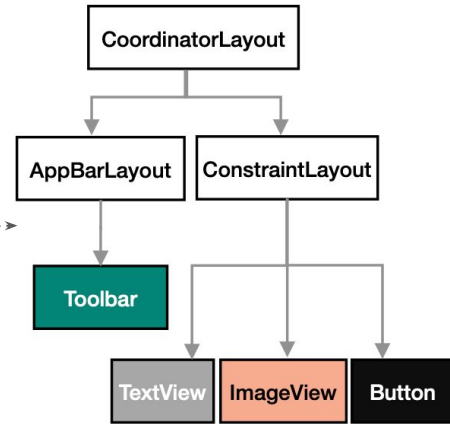 CoordinatorLayout
AppBarLayout
ConstraintLayout
Toolbar
TextView
ImageView
Button